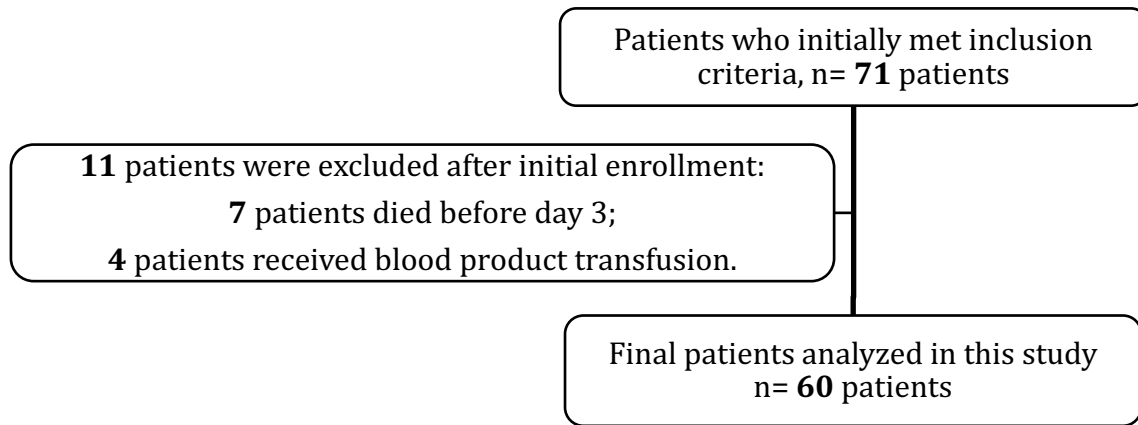 Patients who initially met inclusion
criteria, n= 71 patients
11 patients were excluded after initial enrollment:
7 patients died before day 3;
4 patients received blood product transfusion.
Final patients analyzed in this study
n= 60 patients